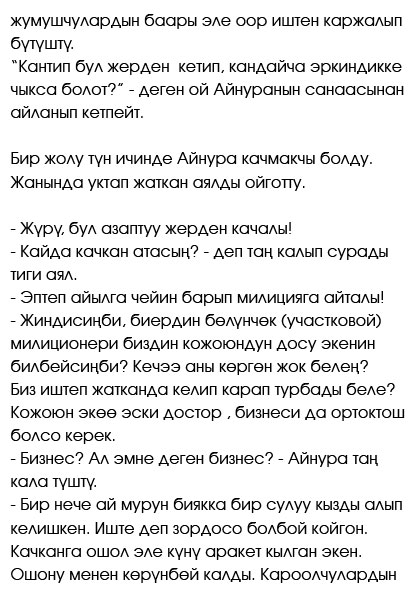 жумушчулардын баары эле оор иштен каржалып
бүтүштү.
“Кантип бул жерден кетип, кандайча эркиндикке
чыкса болот?” - деген ой Айнуранын санаасынан
айланып кетпейт.

Бир жолу түн ичинде Айнура качмакчы болду.
Жанында уктап жаткан аялды ойготту.

- Жүрү, бул азаптуу жерден качалы!
- Кайда качкан атасың? - деп таң калып сурады
тиги аял.
- Эптеп айылга чейин барып милицияга айталы!
- Жиндисиңби, биердин бөлүнчөк (участковой)
милиционери биздин кожоюндун досу экенин
билбейсиңби? Кечээ аны көргөн жок белең?
Биз иштеп жатканда келип карап турбады беле?
Кожоюн экөө эски достор , бизнеси да ортоктош
болсо керек.
- Бизнес? Ал эмне деген бизнес? - Айнура таң
кала түштү.
- Бир нече ай мурун биякка бир сулуу кызды алып
келишкен. Иште деп зордосо болбой койгон.
Качканга ошол эле күнү аракет кылган экен.
Ошону менен көрүнбөй калды. Кароолчулардын